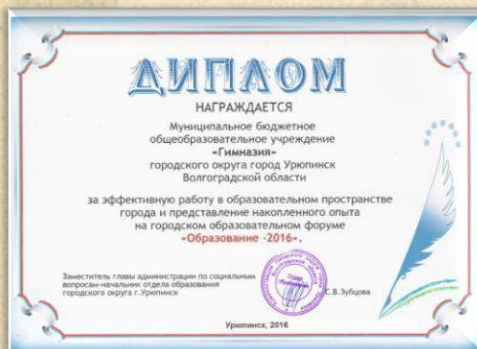 ДИПЛОМ
НАГРАЖДАЕТСЯ
Муниципальное бюджетное
общеобразовательное учреждение
«Гимназия»
городского округа город Урюпинск
Волгоградской области
за эффективную работу в образовательном пространстве
города и представление накопленного опыта
на городском образовательном форуме
«Образование -2016».
Заместитель главы администрации по социальным
вопросам-начальник отдела образования
городского округа г.Урюпинск
С.В.Зубцова
Урюпинск, 2016